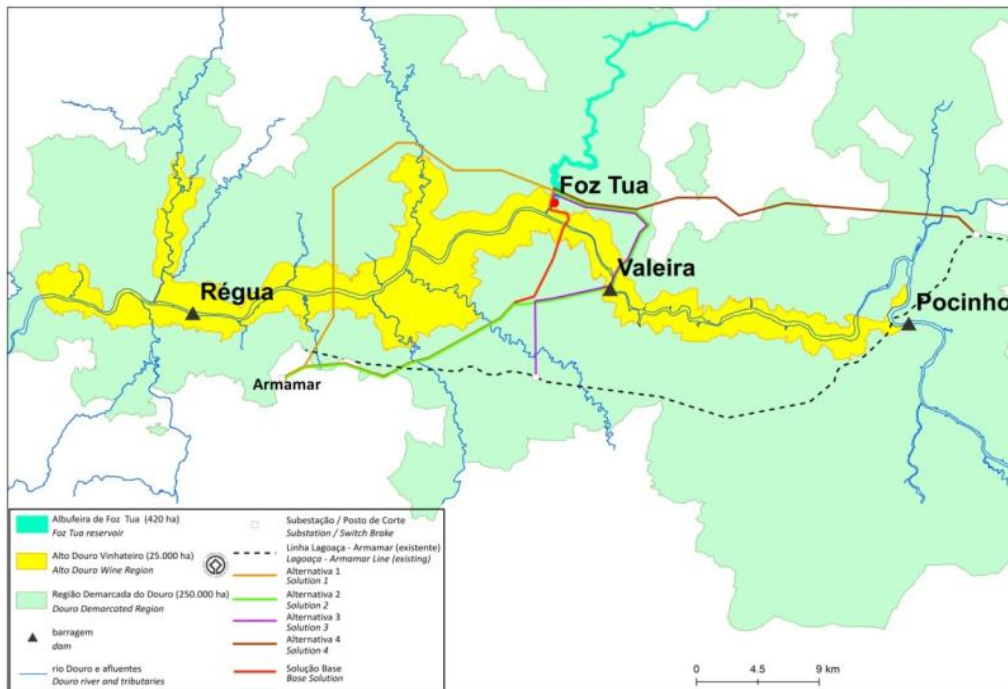 Foz Tua
Valeira
Régua
Pocinho
Armamar
Albufeira de Foz Tua (420 ha)
Foz Tua reservoir
Alto Douro Vinhateiro (25.000 ha)
Alto Douro Wine Region
Região Demarcada do Douro (250.000 ha)
Douro Demarcated Region
barragem
dam
rio Douro e afluentes
Douro river and tributaries
Subestação / Posto de Corte
Substation / Switch Brake
Linha Lagoaça - Armamar (existente)
Lagoaça - Armamar Line (existing)
Alternativa 1
Solution 1
Alternativa 2
Solution 2
Alternativa 3
Solution 3
Alternativa 4
Solution 4
Solução Base
Base Solution
0 4.5 9 km